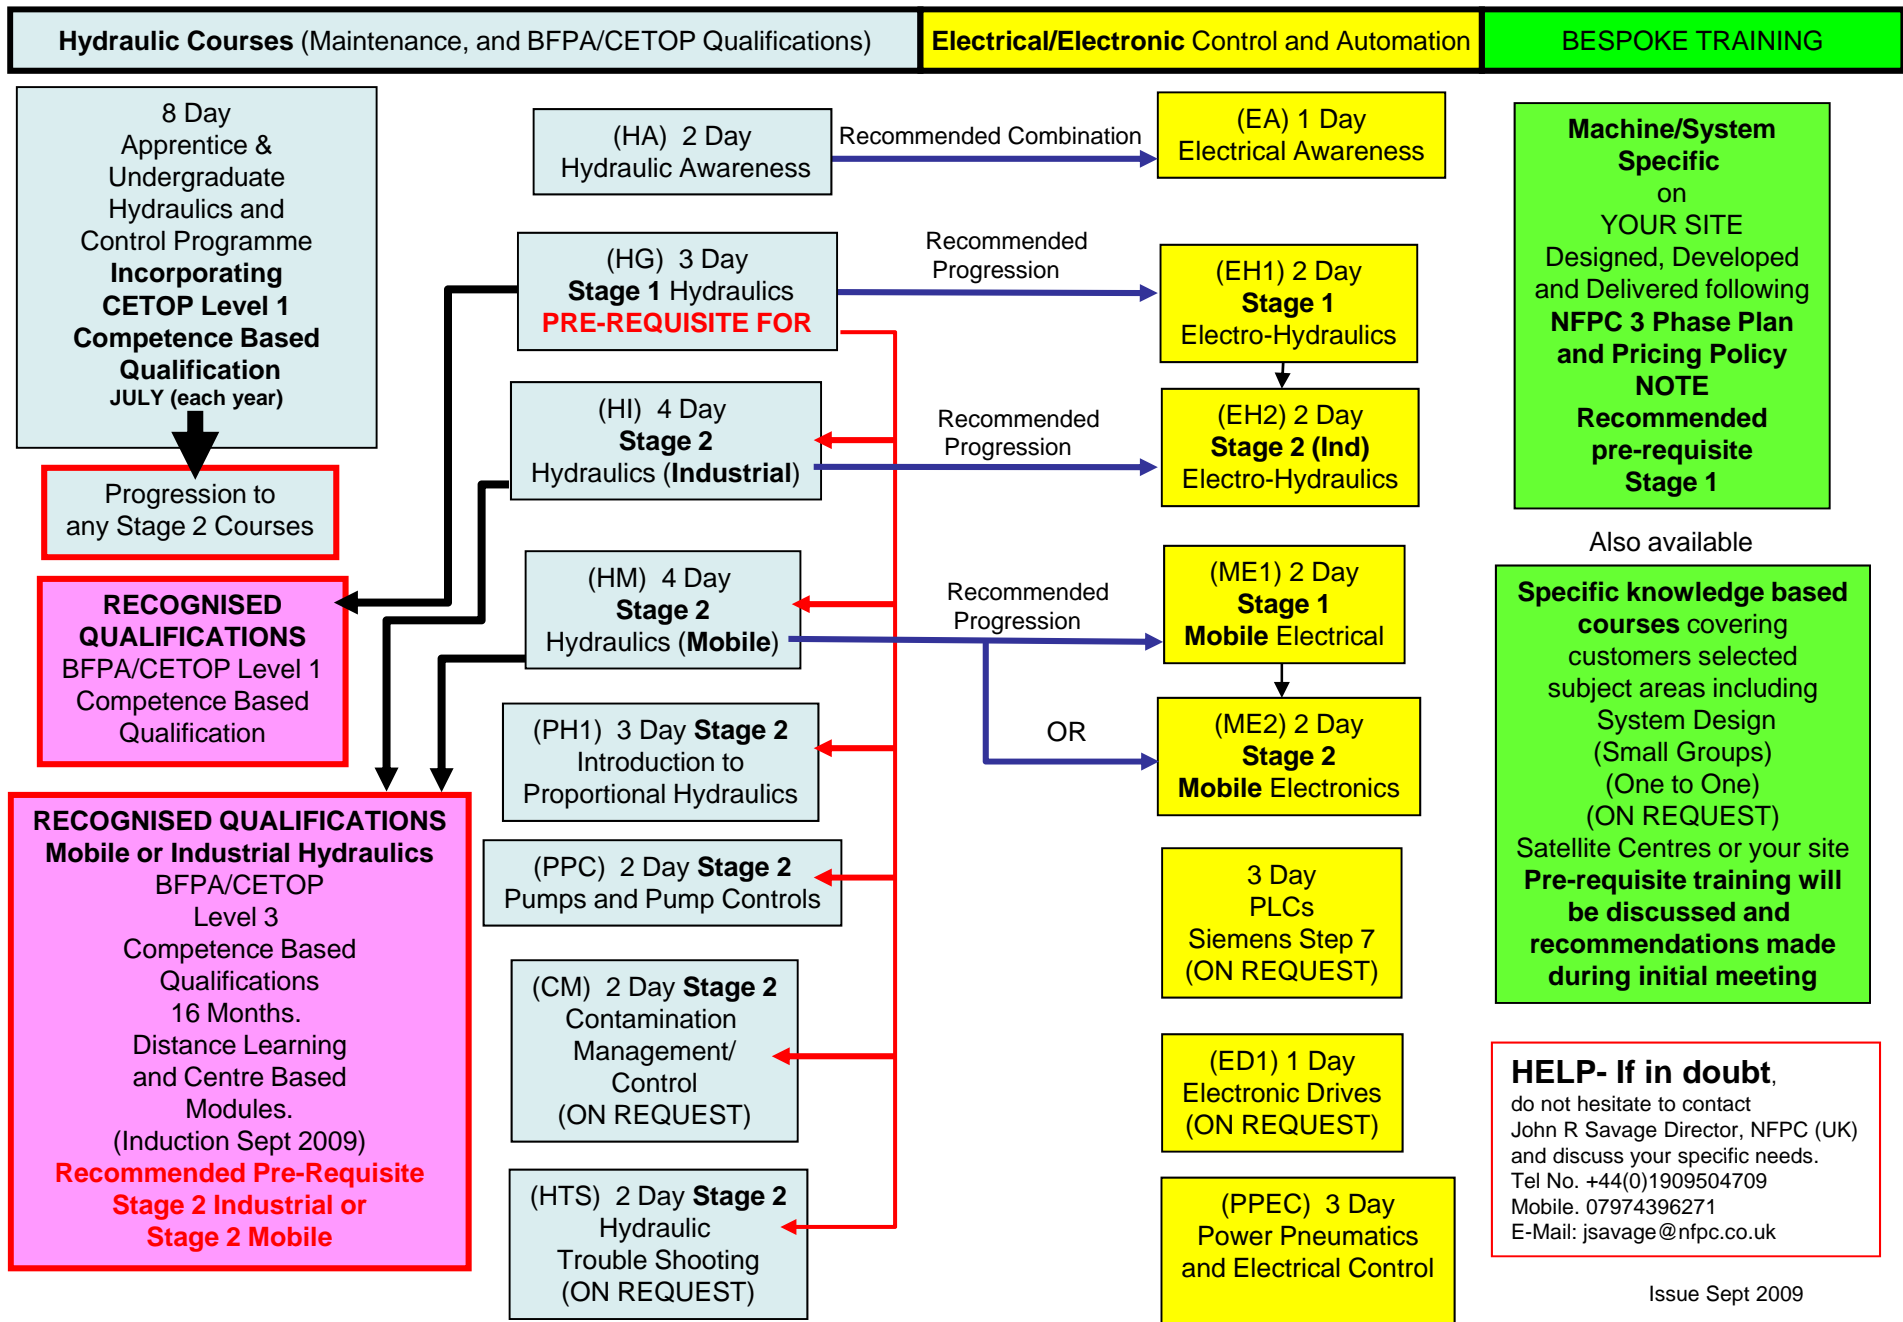 Hydraulic Courses (Maintenance, and BFPA/CETOP Qualifications)
Electrical/Electronic Control and Automation
BESPOKE TRAINING
8 Day
Apprentice &
Undergraduate
Hydraulics and
Control Programme
Incorporating
CETOP Level 1
Competence Based
Qualification
JULY (each year)
Progression to
any Stage 2 Courses
RECOGNISED
QUALIFICATIONS
BFPA/CETOP Level 1
Competence Based
Qualification
RECOGNISED QUALIFICATIONS
Mobile or Industrial Hydraulics
BFPA/CETOP
Level 3
Competence Based
Qualifications
16 Months.
Distance Learning
and Centre Based
Modules.
(Induction Sept 2009)
Recommended Pre-Requisite
Stage 2 Industrial or
Stage 2 Mobile
(HA) 2 Day
Hydraulic Awareness
(HG) 3 Day
Stage 1 Hydraulics
PRE-REQUISITE FOR
(HI) 4 Day
Stage 2
Hydraulics (Industrial)
(HM) 4 Day
Stage 2
Hydraulics (Mobile)
(PH1) 3 Day Stage 2
Introduction to
Proportional Hydraulics
(PPC) 2 Day Stage 2
Pumps and Pump Controls
(CM) 2 Day Stage 2
Contamination
Management/
Control
(ON REQUEST)
(HTS) 2 Day Stage 2
Hydraulic
Trouble Shooting
(ON REQUEST)
Recommended Combination
Recommended
Progression
Recommended
Progression
Recommended
Progression
OR
(EA) 1 Day
Electrical Awareness
(EH1) 2 Day
Stage 1
Electro-Hydraulics
(EH2) 2 Day
Stage 2 (Ind)
Electro-Hydraulics
(ME1) 2 Day
Stage 1
Mobile Electrical
(ME2) 2 Day
Stage 2
Mobile Electronics
3 Day
PLCs
Siemens Step 7
(ON REQUEST)
(ED1) 1 Day
Electronic Drives
(ON REQUEST)
(PPEC) 3 Day
Power Pneumatics
and Electrical Control
Machine/System
Specific
on
YOUR SITE
Designed, Developed
and Delivered following
NFPC 3 Phase Plan
and Pricing Policy
NOTE
Recommended
pre-requisite
Stage 1
Also available
Specific knowledge based
courses covering
customers selected
subject areas including
System Design
(Small Groups)
(One to One)
(ON REQUEST)
Satellite Centres or your site
Pre-requisite training will
be discussed and
recommendations made
during initial meeting
HELP- If in doubt,
do not hesitate to contact
John R Savage Director, NFPC (UK)
and discuss your specific needs.
Tel No. +44(0)1909504709
Mobile. 07974396271
E-Mail: jsavage@nfpc.co.uk
Issue Sept 2009